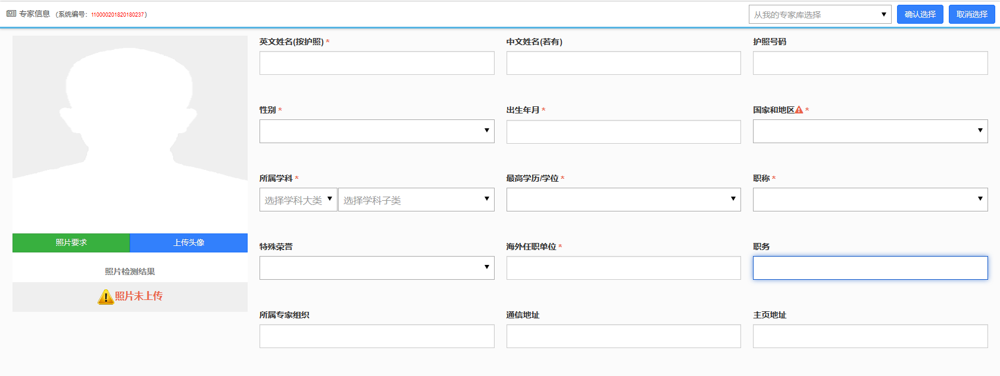 专家信息 (系统编号: 110000201820180237) 从我的专家库选择 确认选择 取消选择
英文姓名(按护照) * 中文姓名(若有) 护照号码
性别 * 出生年月 * 国家和地区 *
所属学科 * 最高学历/学位 * 职称 *
选择学科大类 选择学科子类
照片要求 上传头像
特殊荣誉 海外任职单位 * 职务
照片检测结果
照片未上传
所属专家组织 通信地址 主页地址